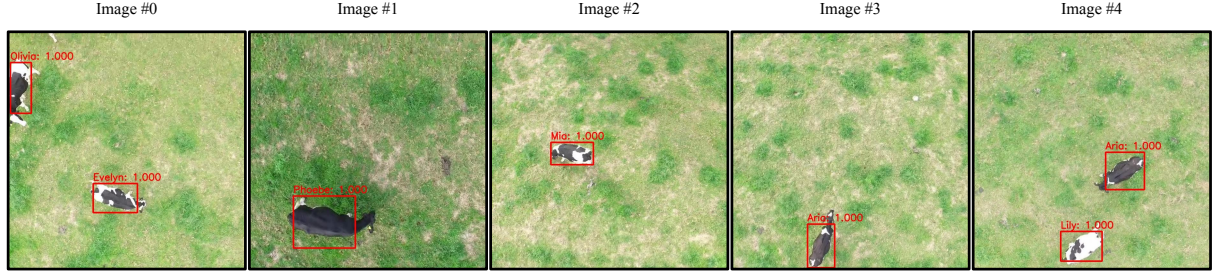 Image #0
Image #1
Image #2
Image #3
Image #4
Olivia: 1.000
Evelyn: 1.000
Phoebe: 1.000
Mia: 1.000
Aria: 1.000
Aria: 1.000
Lily: 1.000